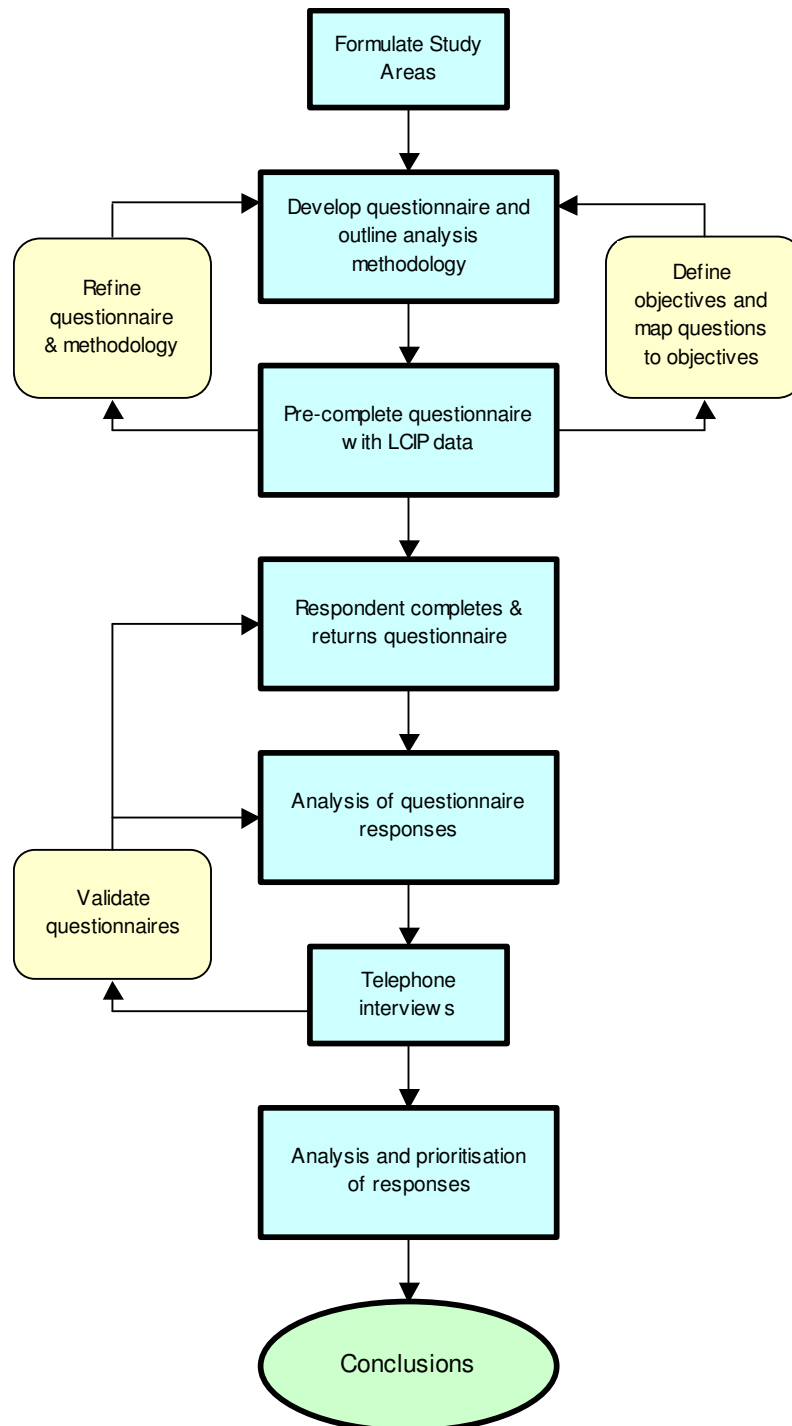 Formulate Study
Areas
Develop questionnaire and
outline analysis
methodology
Refine
questionnaire
& methodology
Define
objectives and
map questions
to objectives
Pre-complete questionnaire
with LCIP data
Respondent completes &
returns questionnaire
Analysis of questionnaire
responses
Validate
questionnaires
Telephone
interviews
Analysis and prioritisation
of responses
Conclusions